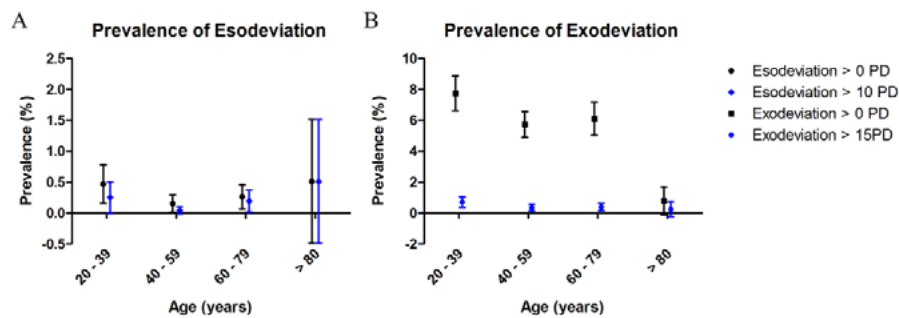 A
Prevalence of Esodeviation
Prevalence (%)
2.5
2.0
1.5
1.0
0.5
0.0
-0.5
20 - 39
40 - 59
60 - 79
> 80
Age (years)
B
Prevalence of Exodeviation
Prevalence (%)
10
8
6
4
2
0
-2
20 - 39
40 - 59
60 - 79
> 80
Age (years)
Esodeviation > 0 PD
Esodeviation > 10 PD
Exodeviation > 0 PD
Exodeviation > 15PD